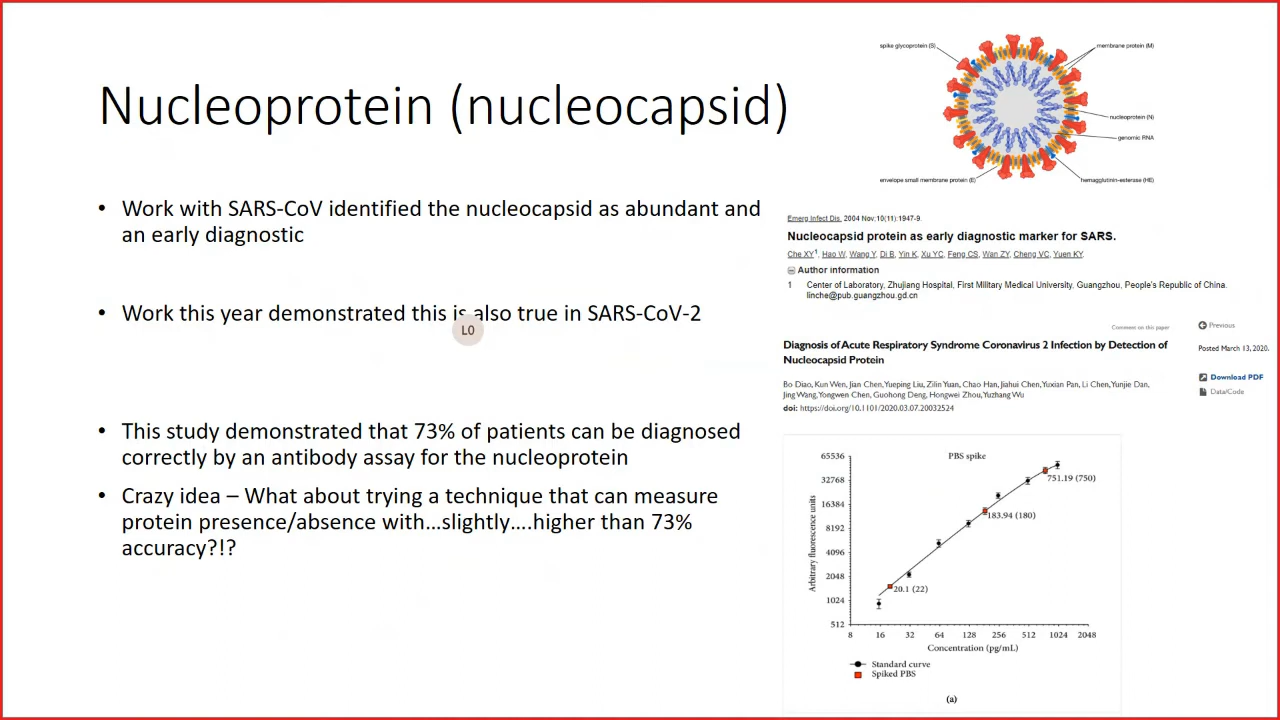 Nucleoprotein (nucleocapsid)
• Work with SARS-CoV identified the nucleocapsid as abundant and
an early diagnostic
• Work this year demonstrated this is also true in SARS-CoV-2
LO
• This study demonstrated that 73% of patients can be diagnosed
correctly by an antibody assay for the nucleoprotein
• Crazy idea – What about trying a technique that can measure
protein presence/absence with…slightly….higher than 73%
accuracy?!?
spike glycoprotein (S)
membrane protein (M)
nucleoprotein (N)
genomic RNA
envelope small membrane protein (E)
hemagglutinin-esterase (HE)
Emerg Infect Dis. 2004 Nov;10(11):1947-9.
Nucleocapsid protein as early diagnostic marker for SARS.
Che XY1, Hao W, Wang Y, Di B, Yin K, Xu YC, Feng CS, Wan ZY, Cheng VC, Yuen KY.
Author information
1 Center of Laboratory, Zhujiang Hospital, First Military Medical University, Guangzhou, People's Republic of China.
linche@pub.guangzhou.gd.cn
Comment on this paper
Previous
Posted March 13, 2020.
Diagnosis of Acute Respiratory Syndrome Coronavirus 2 Infection by Detection of
Nucleocapsid Protein
Download PDF
Data/Code
Bo Diao, Kun Wen, Jian Chen, Yueping Liu, Zilin Yuan, Chao Han, Jiahui Chen, Yuxian Pan, Li Chen, Yunjie Dan,
Jing Wang, Yongwen Chen, Guohong Deng, Hongwei Zhou, Yuzhang Wu
doi: https://doi.org/10.1101/2020.03.07.20032524
PBS spike
Arbitrary fluorescence units
65536
32768
16384
8192
4096
2048
1024
512
751.19 (750)
183.94 (180)
20.1 (22)
8 16 32 64 128 256 512 1024 2048
Concentration (pg/mL)
Standard curve
Spiked PBS
(a)